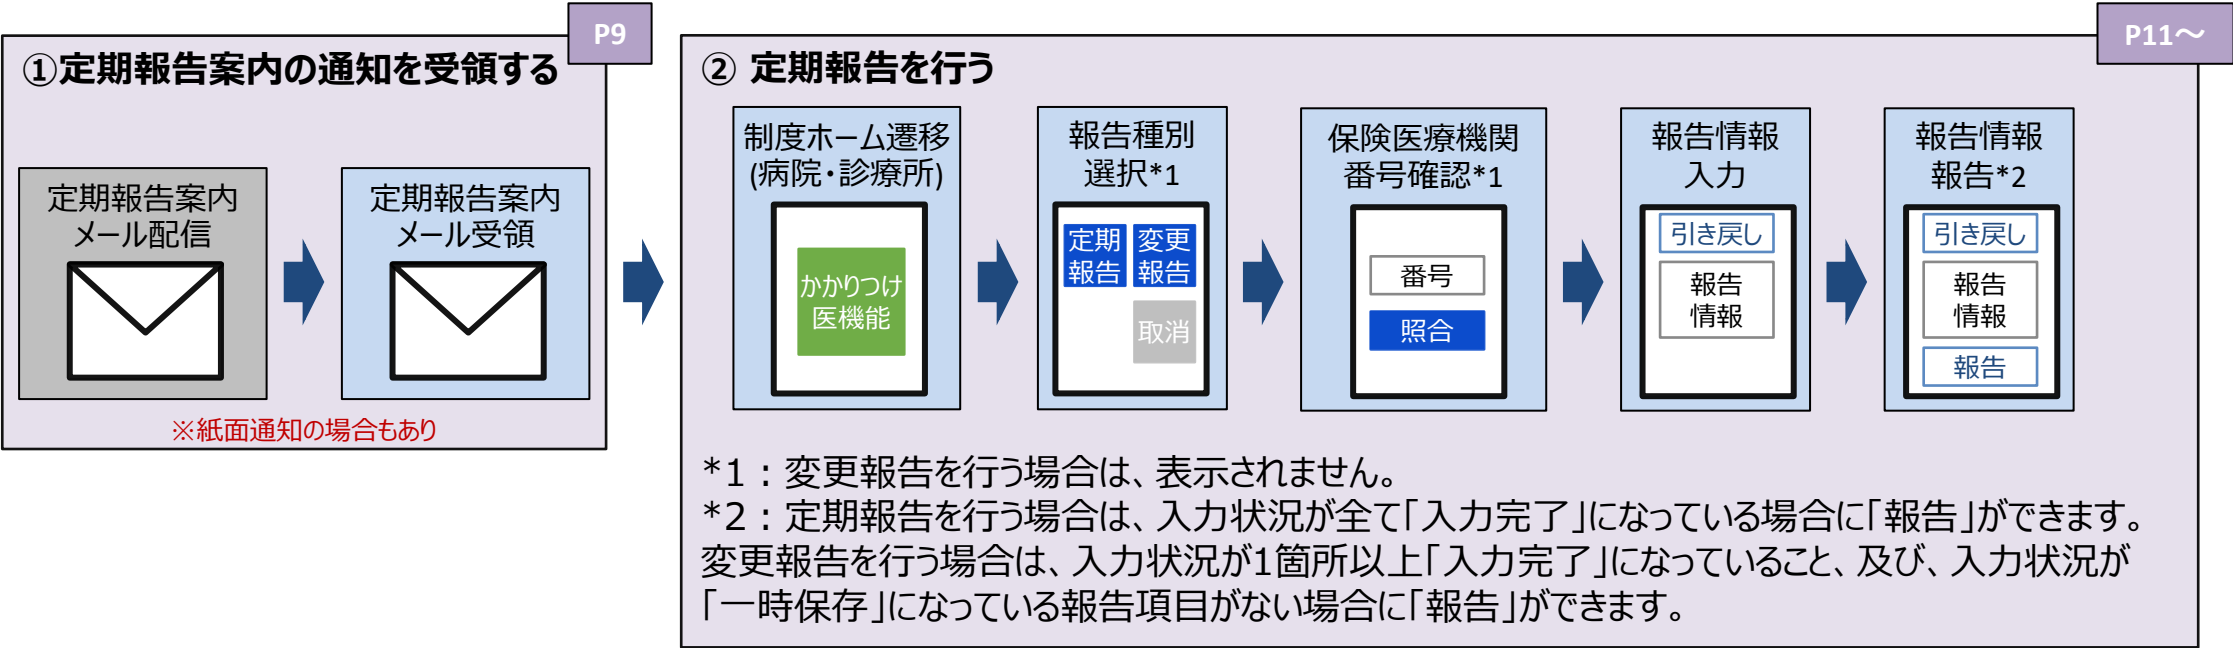 P9
①定期報告案内の通知を受領する
定期報告案内
メール配信
定期報告案内
メール受領
※紙面通知の場合もあり
P11～
② 定期報告を行う
制度ホーム遷移
(病院・診療所)
かかりつけ
医機能
報告種別
選択*1
定期
報告
変更
報告
取消
保険医療機関
番号確認*1
番号
照合
報告情報
入力
引き戻し
報告
情報
報告情報
報告*2
引き戻し
報告
情報
報告
*1：変更報告を行う場合は、表示されません。
*2：定期報告を行う場合は、入力状況が全て「入力完了」になっている場合に「報告」ができます。
変更報告を行う場合は、入力状況が1箇所以上「入力完了」になっていること、及び、入力状況が
「一時保存」になっている報告項目がない場合に「報告」ができます。